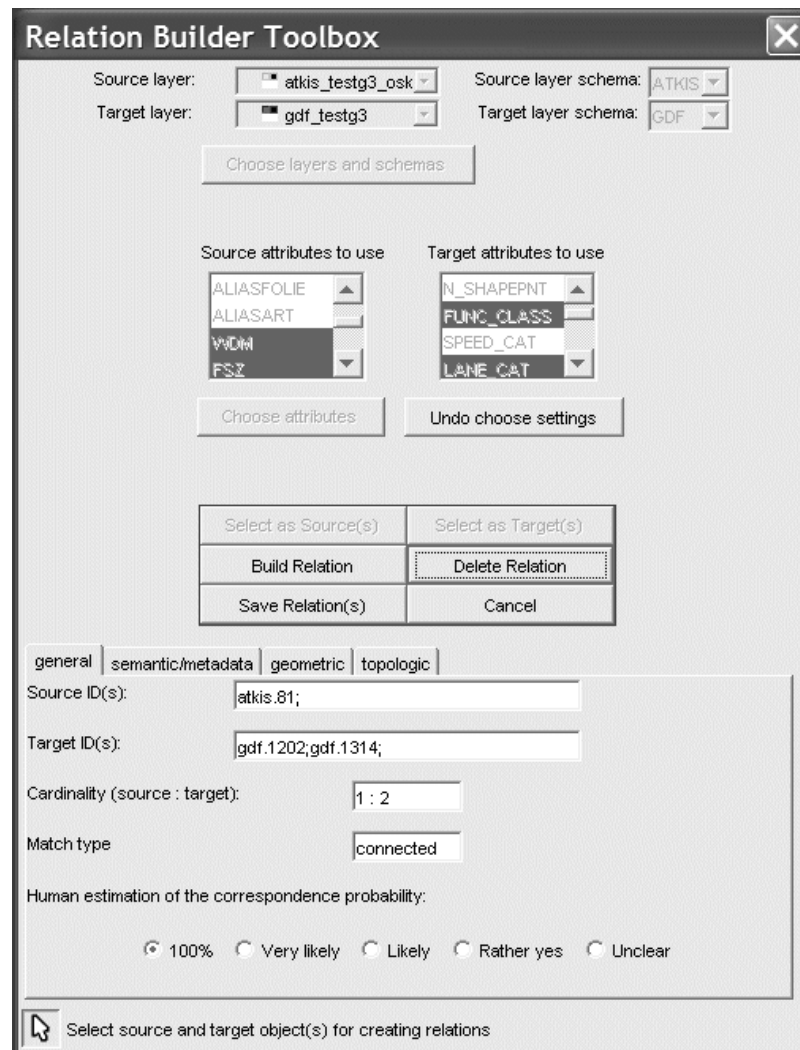 Relation Builder Toolbox
Source layer: atkis_testg3_osk Source layer schema: ATKIS
Target layer: gdf_testg3 Target layer schema: GDF
Choose layers and schemas
Source attributes to use Target attributes to use
ALIASFOLIE N_SHAPEPNT
ALIASART FUNC_CLASS
WDM SPEED_CAT
FSZ LANE_CAT
Choose attributes Undo choose settings
Select as Source(s) Select as Target(s)
Build Relation Delete Relation
Save Relation(s) Cancel
general semantic/metadata geometric topologic
Source ID(s): atkis.81;
Target ID(s): gdf.1202;gdf.1314;
Cardinality (source : target): 1 : 2
Match type connected
Human estimation of the correspondence probability:
100% Very likely Likely Rather yes Unclear
Select source and target object(s) for creating relations